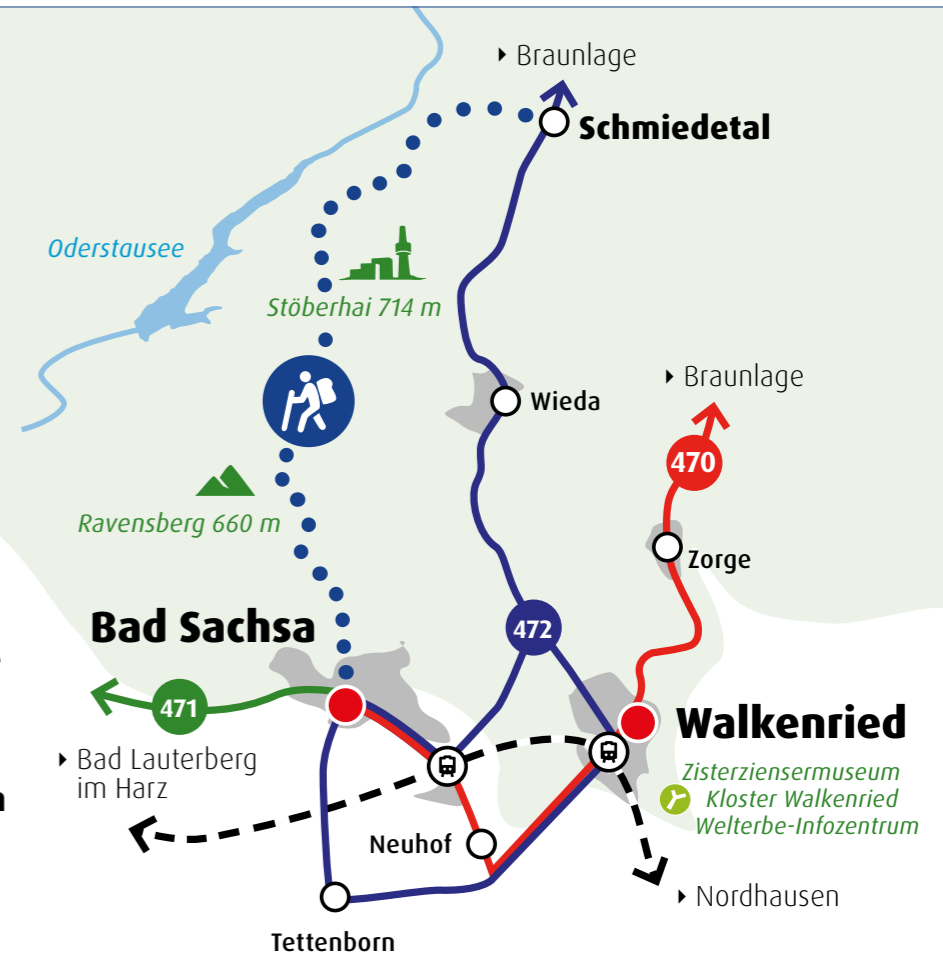 ‣ Braunlage
Schmiedetal
Oderstausee
Stöberhai 714 m
‣ Braunlage
Wieda
470
Ravensberg 660 m
Zorge
Bad Sachsa
472
471
Walkenried
‣ Bad Lauterberg
im Harz
Zisterziensermuseum
Kloster Walkenried
Welterbe-Infozentrum
Neuhof
‣ Nordhausen
Tettenborn